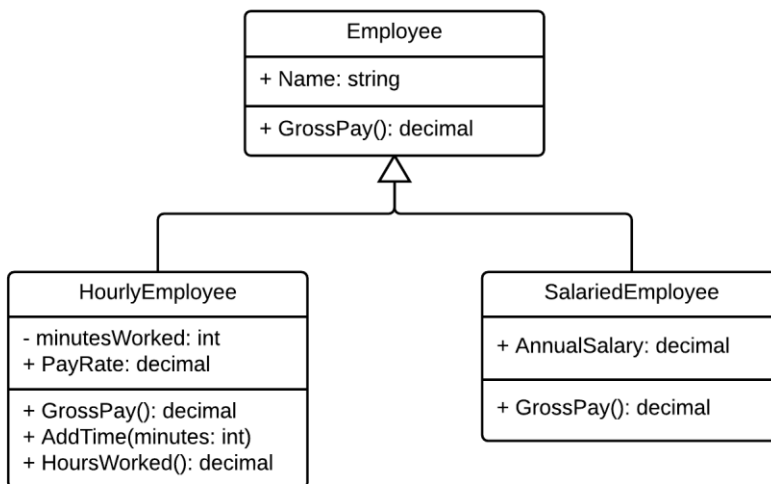 Employee
+ Name: string
+ GrossPay(): decimal
HourlyEmployee
- minutesWorked: int
+ PayRate: decimal
+ GrossPay(): decimal
+ AddTime(minutes: int)
+ HoursWorked(): decimal
SalariedEmployee
+ AnnualSalary: decimal
+ GrossPay(): decimal